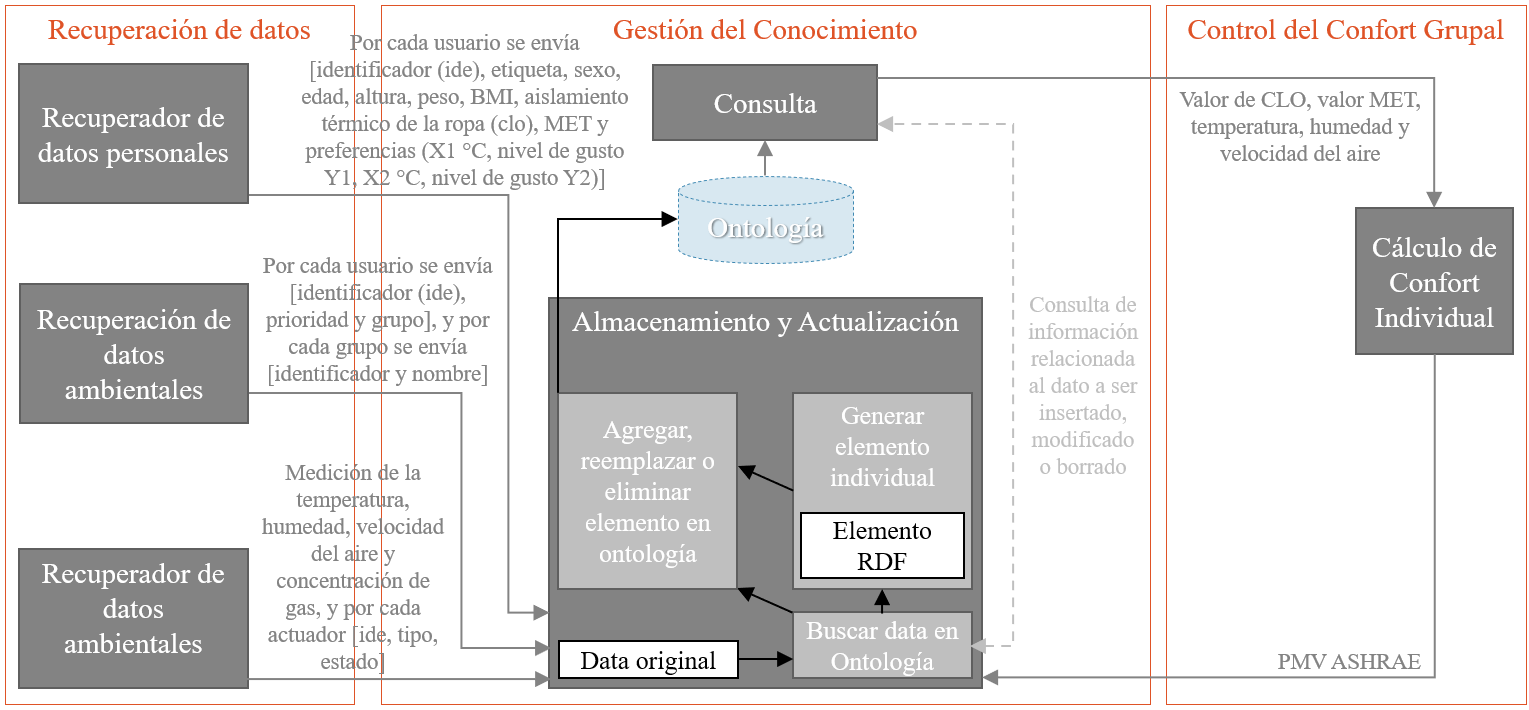 Recuperación de datos
Recuperador de
datos personales
Por cada usuario se envía
[identificador (ide), etiqueta, sexo,
edad, altura, peso, BMI, aislamiento
térmico de la ropa (clo), MET y
preferencias (X1 °C, nivel de gusto
Y1, X2 °C, nivel de gusto Y2)]
Recuperación de
datos
ambientales
Por cada usuario se envía
[identificador (ide),
prioridad y grupo], y por
cada grupo se envía
[identificador y nombre]
Recuperador de
datos
ambientales
Medición de la
temperatura,
humedad, velocidad
del aire y
concentración de
gas, y por cada
actuador [ide, tipo,
estado]
Gestión del Conocimiento
Consulta
Ontología
Almacenamiento y Actualización
Agregar,
reemplazar o
eliminar
elemento en
ontología
Generar
elemento
individual
Elemento
RDF
Data original
Buscar data en
Ontología
Consulta de
información
relacionada
al dato a ser
insertado,
modificado
o borrado
Control del Confort Grupal
Valor de CLO, valor MET,
temperatura, humedad y
velocidad del aire
Cálculo de
Confort
Individual
PMV ASHRAE